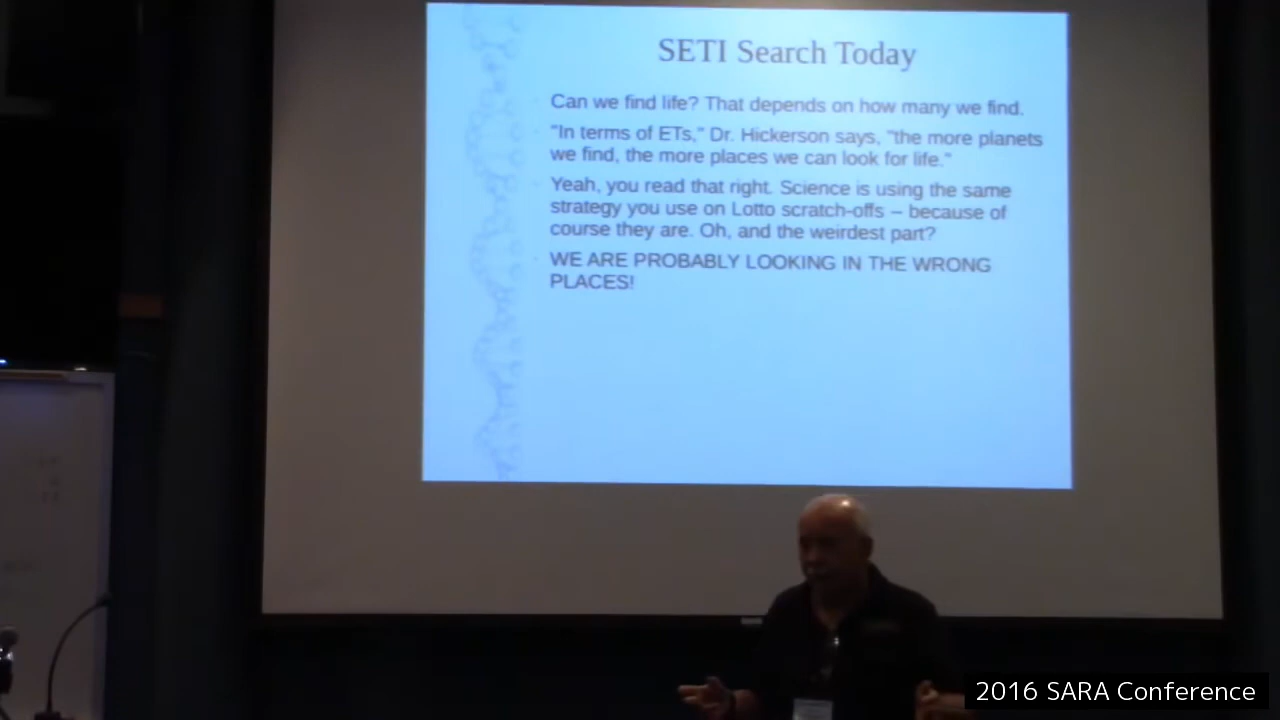 SETI Search Today
Can we find life? That depends on how many we find.
"In terms of ETs," Dr. Hickerson says, "the more planets
we find, the more places we can look for life."
Yeah, you read that right. Science is using the same
strategy you use on Lotto scratch-offs – because of
course they are. Oh, and the weirdest part?
WE ARE PROBABLY LOOKING IN THE WRONG
PLACES!
2016 SARA Conference